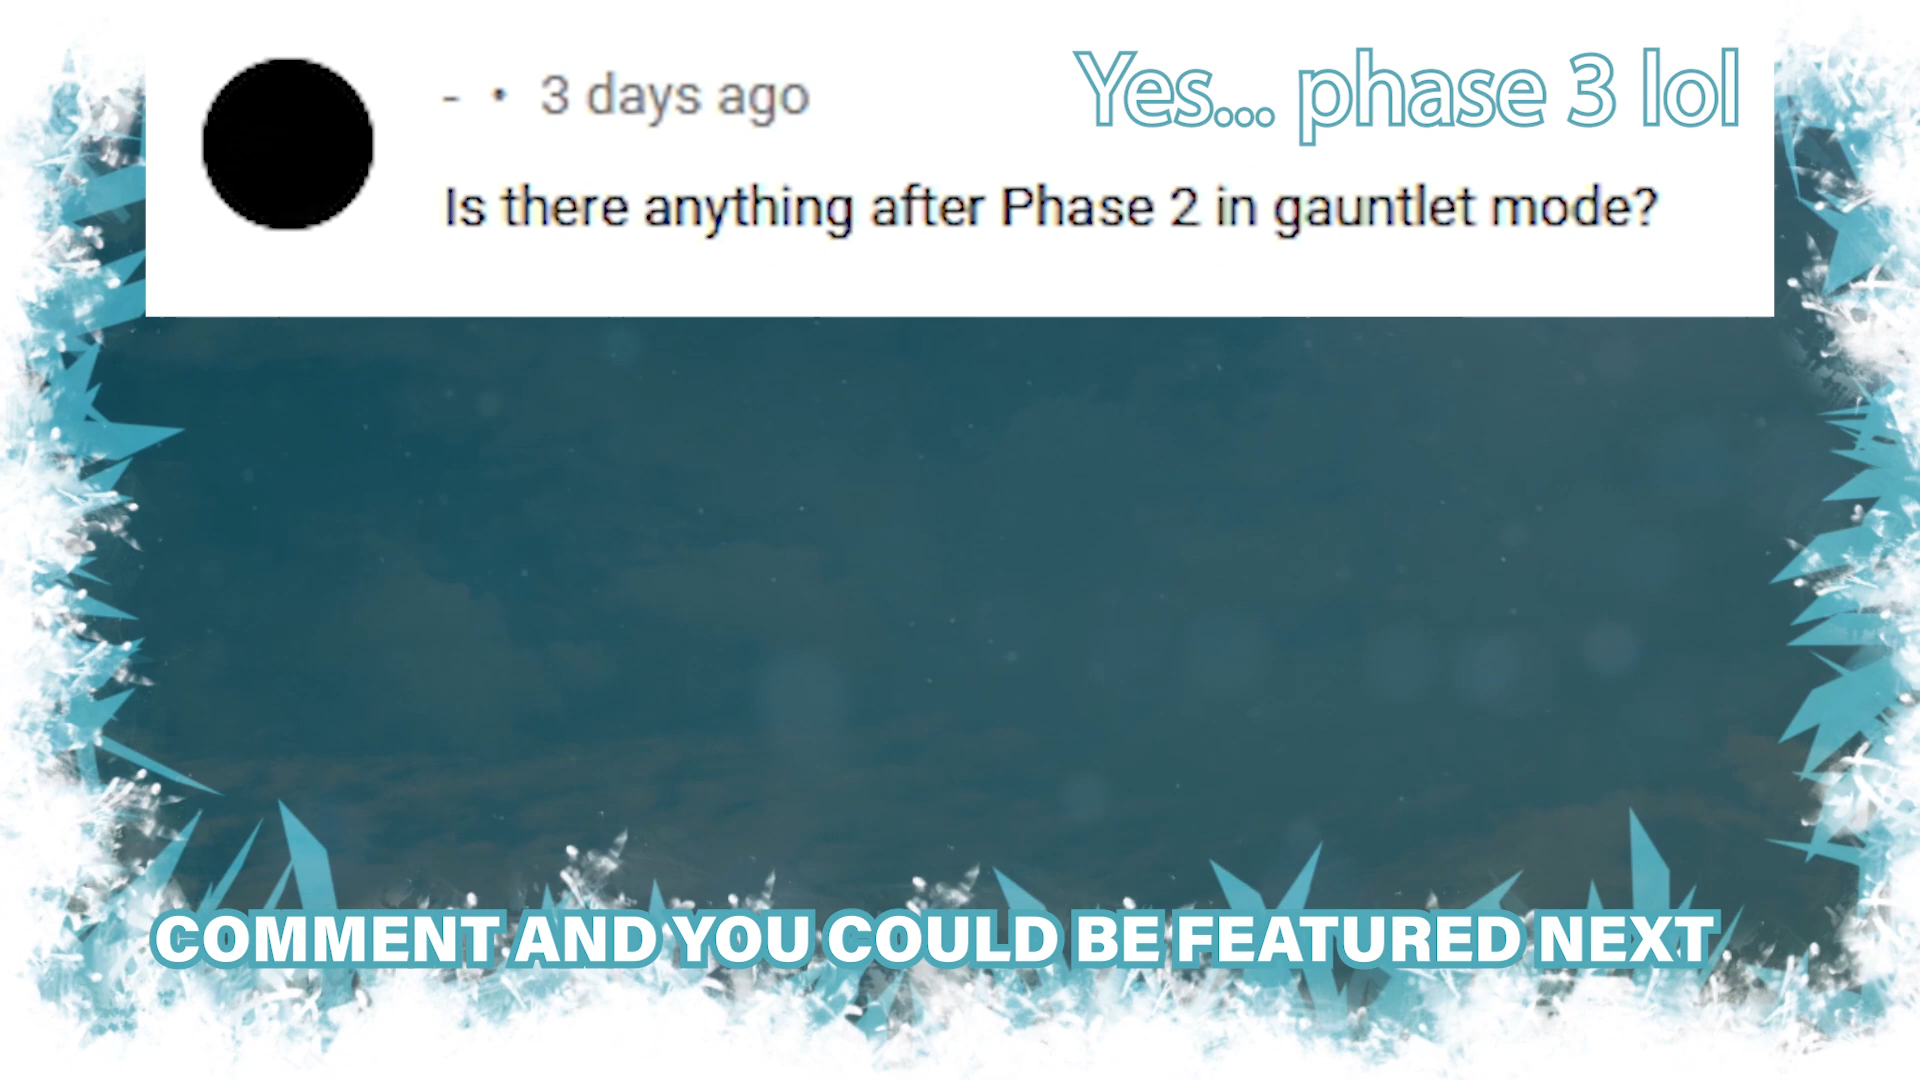 - • 3 days ago
Yes... phase 3 lol
Is there anything after Phase 2 in gauntlet mode?
COMMENT AND YOU COULD BE FEATURED NEXT